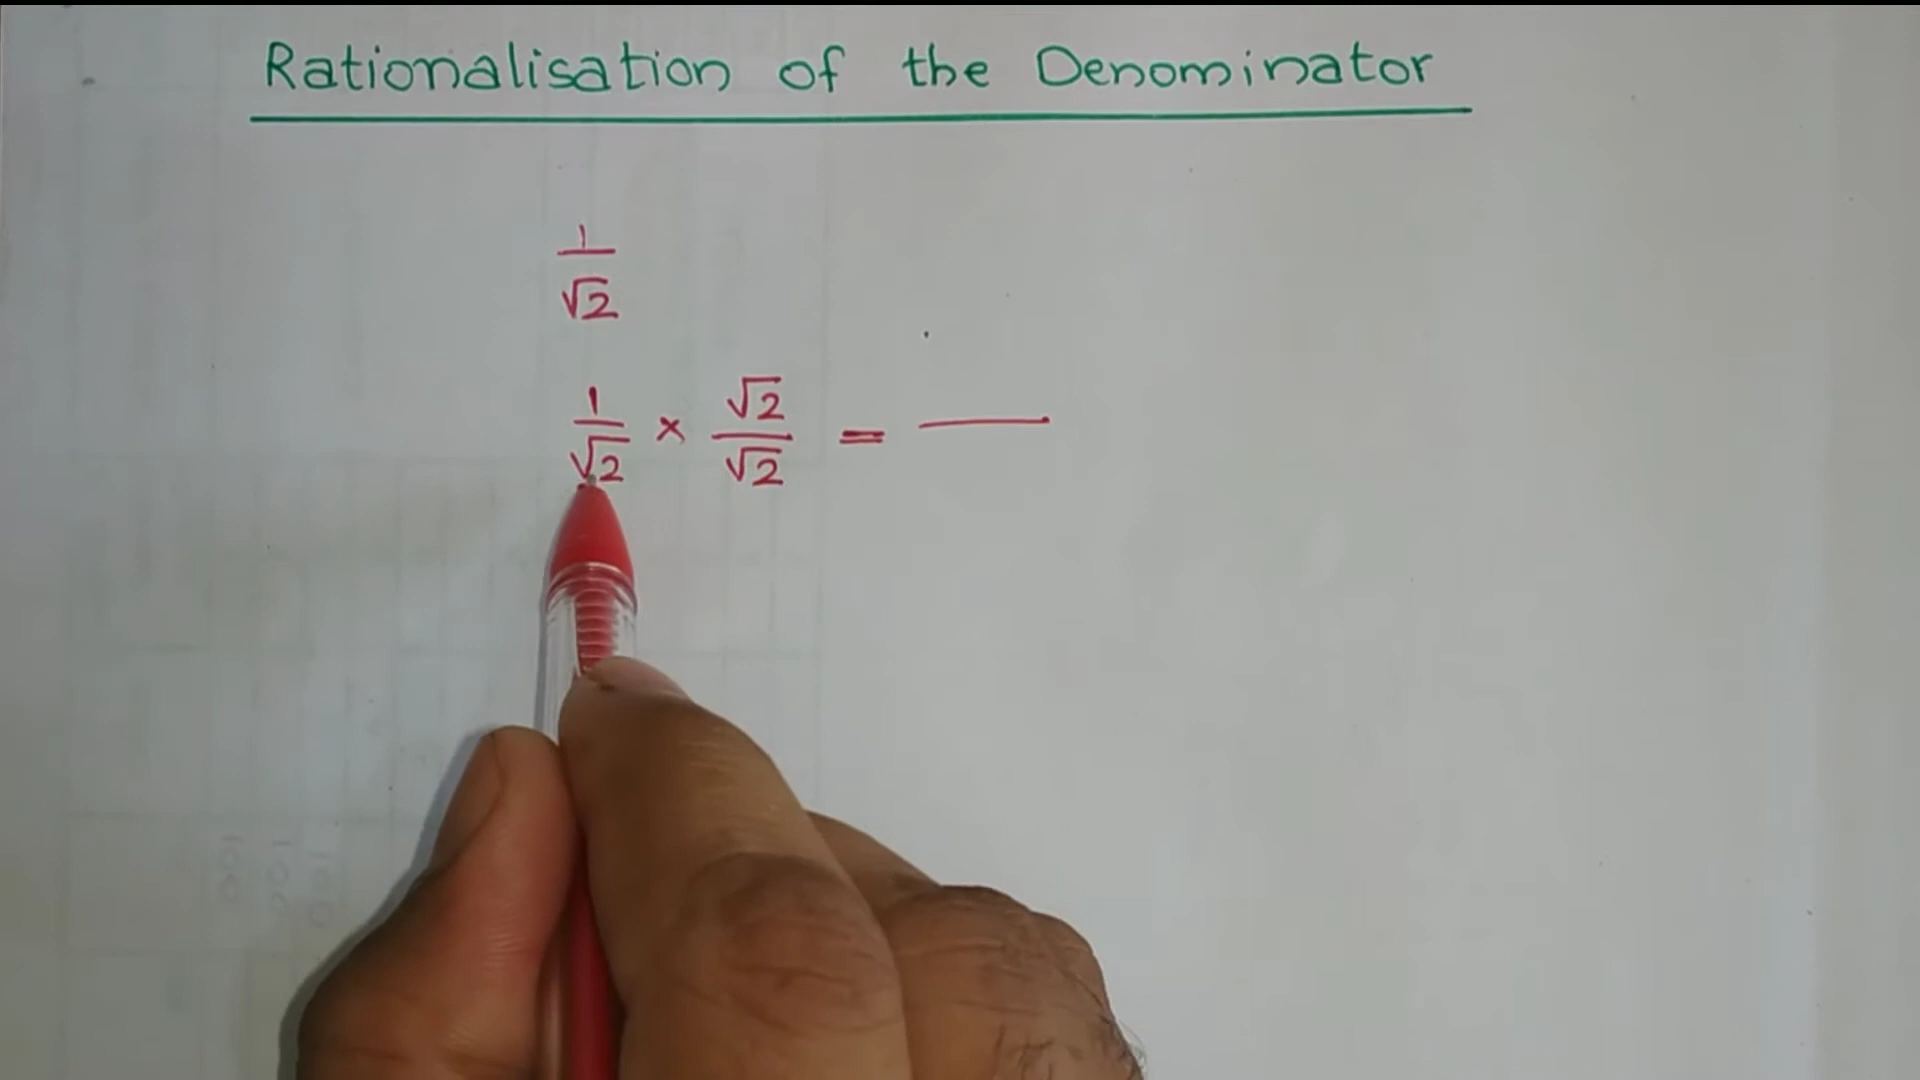 Rationalisation of the Denominator
1/√2
1/√2 × √2/√2 =